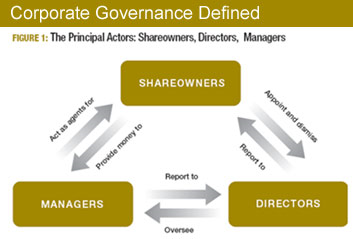 Corporate Governance Defined
FIGURE 1: The Principal Actors: Shareowners, Directors, Managers
SHAREOWNERS
Act as agents for
Provide money to
Appoint and dismiss
Report to
MANAGERS
Report to
Oversee
DIRECTORS